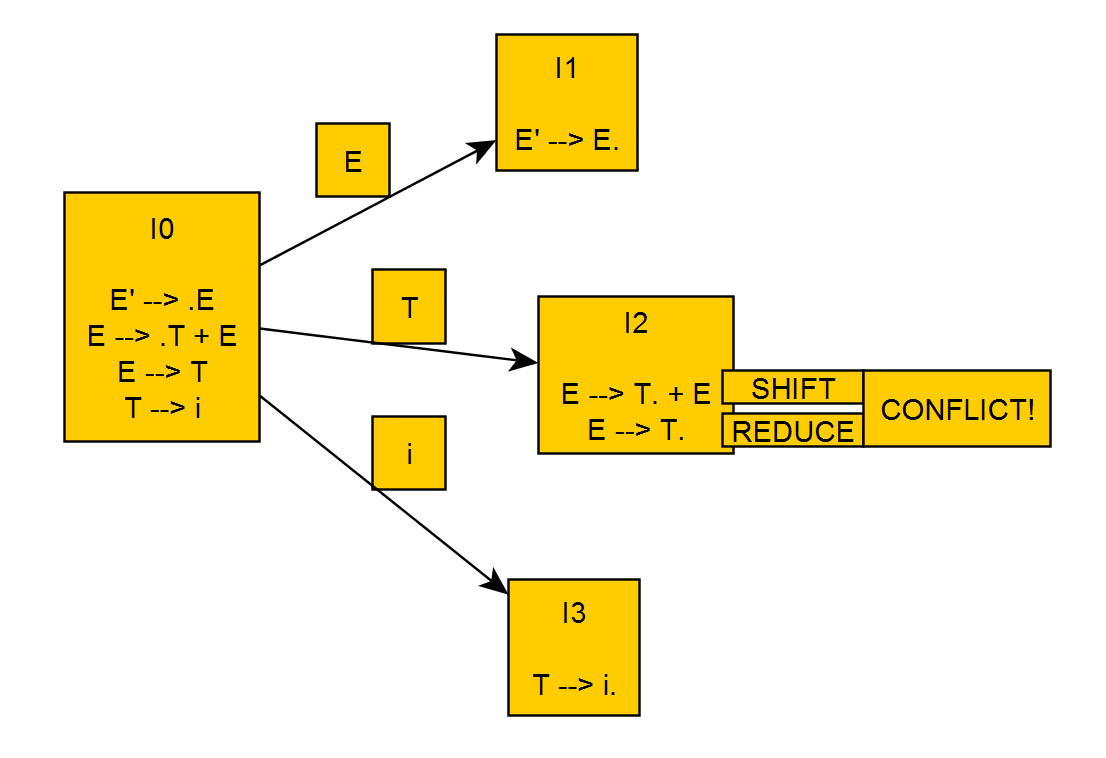 I0
E' --> .E
E --> .T + E
E --> T
T --> i
E
T
i
I1
E' --> E.
I2
E --> T. + E
E --> T.
SHIFT
REDUCE
CONFLICT!
I3
T --> i.